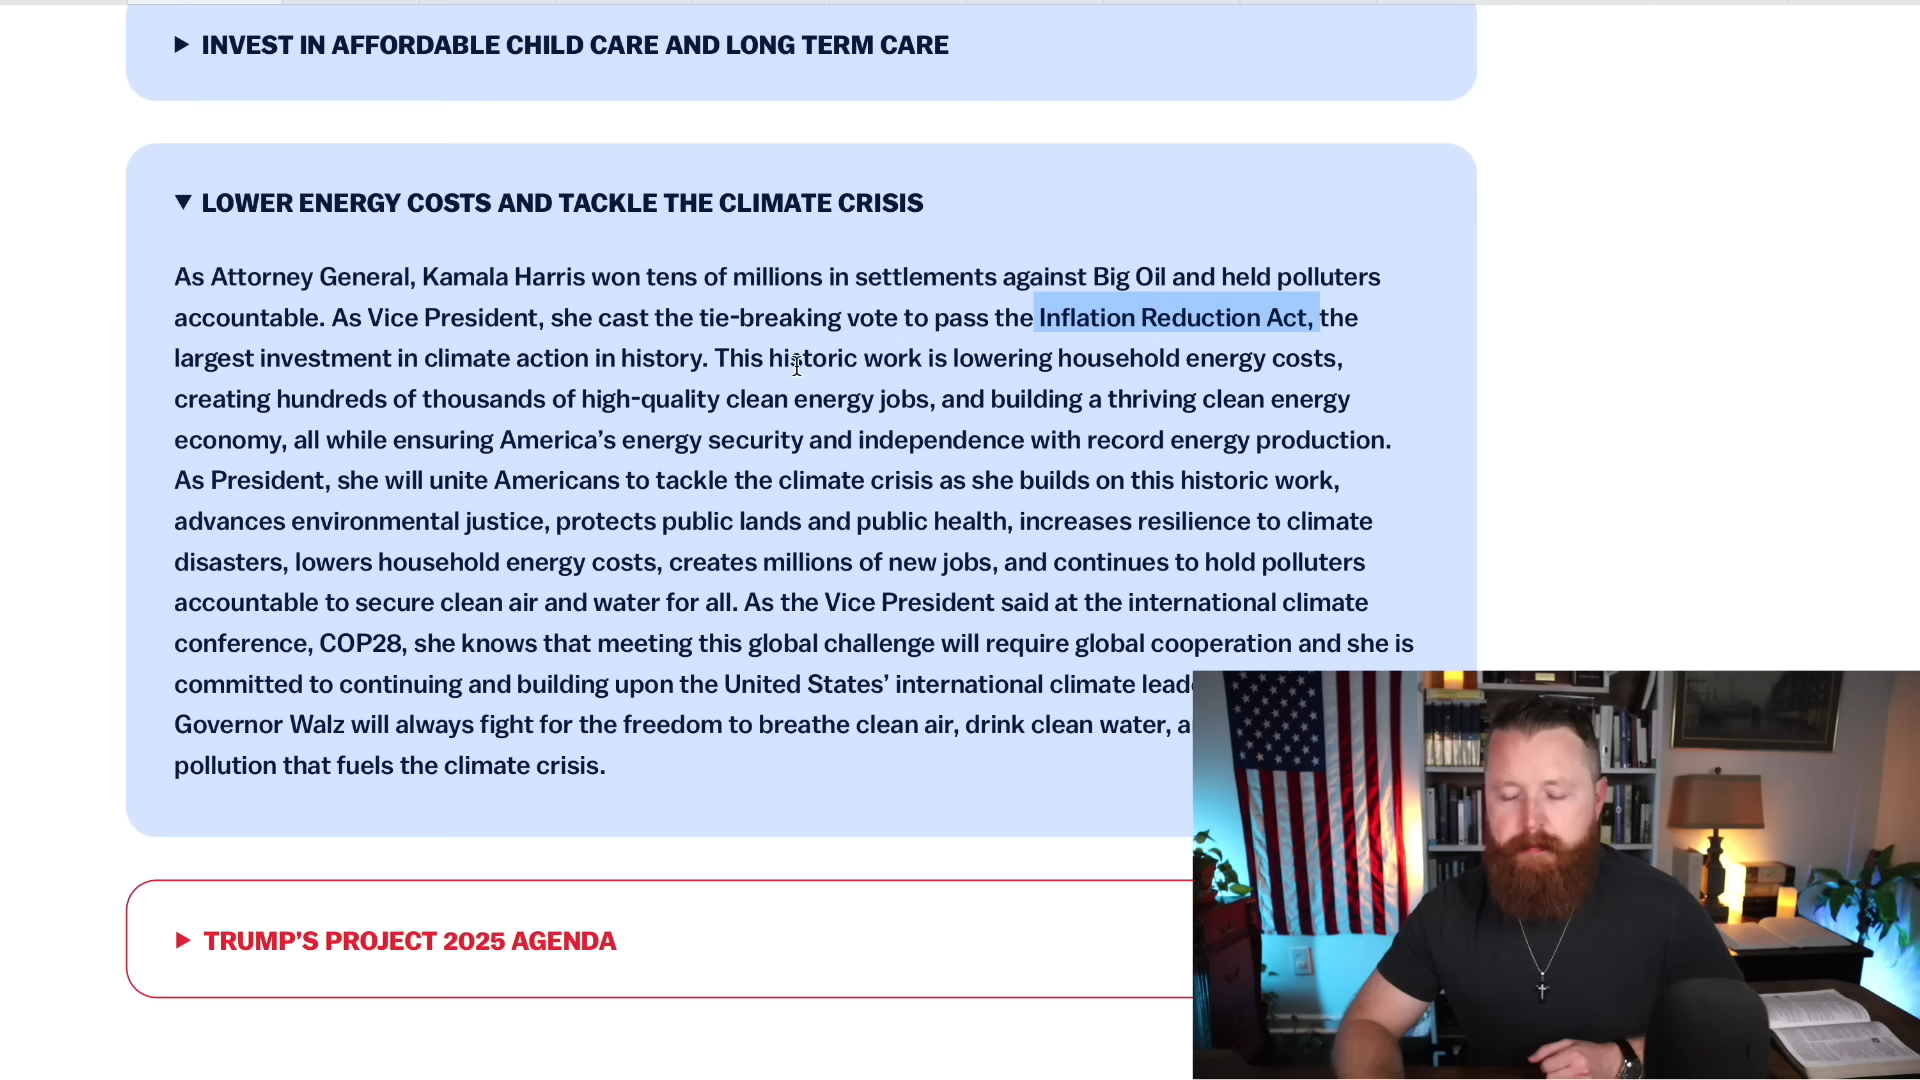 INVEST IN AFFORDABLE CHILD CARE AND LONG TERM CARE
LOWER ENERGY COSTS AND TACKLE THE CLIMATE CRISIS
As Attorney General, Kamala Harris won tens of millions in settlements against Big Oil and held polluters
accountable. As Vice President, she cast the tie-breaking vote to pass the Inflation Reduction Act, the
largest investment in climate action in history. This historic work is lowering household energy costs,
creating hundreds of thousands of high-quality clean energy jobs, and building a thriving clean energy
economy, all while ensuring America’s energy security and independence with record energy production.
As President, she will unite Americans to tackle the climate crisis as she builds on this historic work,
advances environmental justice, protects public lands and public health, increases resilience to climate
disasters, lowers household energy costs, creates millions of new jobs, and continues to hold polluters
accountable to secure clean air and water for all. As the Vice President said at the international climate
conference, COP28, she knows that meeting this global challenge will require global cooperation and she is
committed to continuing and building upon the United States’ international climate
Governor Walz will always fight for the freedom to breathe clean air, drink clean water,
pollution that fuels the climate crisis.
TRUMP’S PROJECT 2025 AGENDA